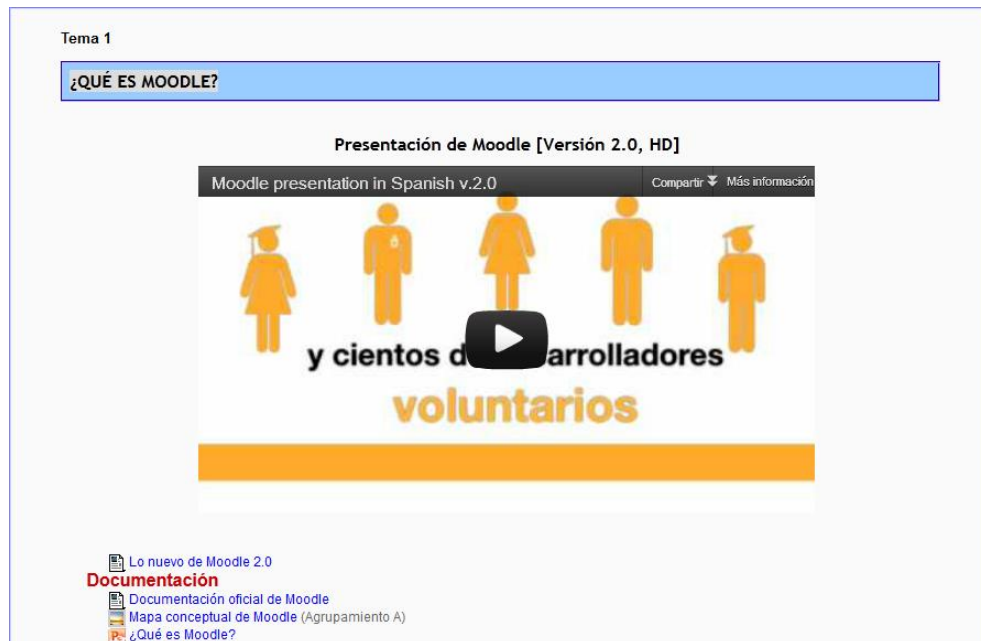 Tema 1
¿QUÉ ES MOODLE?
Presentación de Moodle [Versión 2.0, HD]
Moodle presentation in Spanish v.2.0 Compartir Más información
y cientos d arrolladores
voluntarios
Lo nuevo de Moodle 2.0
Documentación
Documentación oficial de Moodle
Mapa conceptual de Moodle (Agrupamiento A)
¿Qué es Moodle?